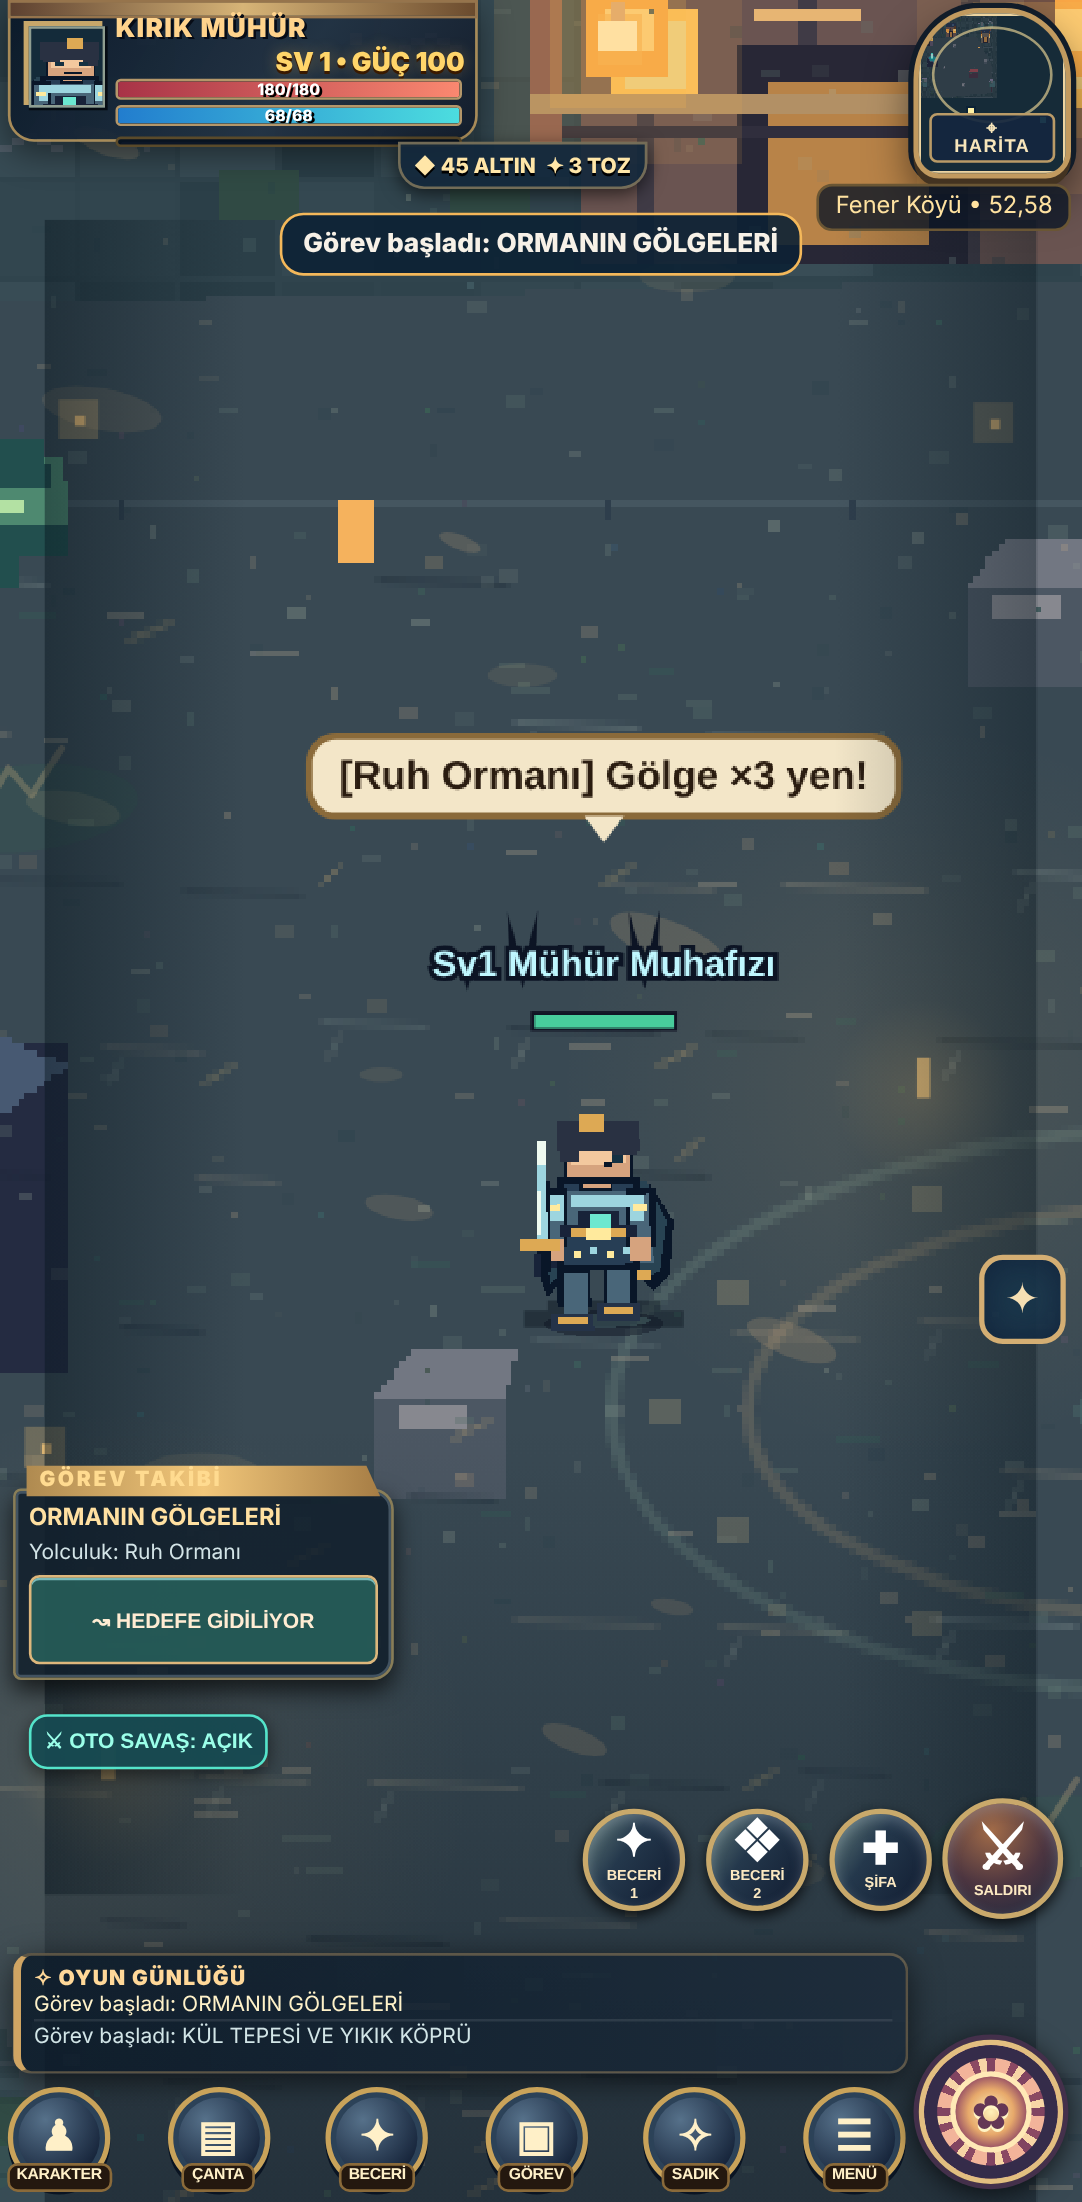 KIRIK MÜHÜR
SV 1 • GÜÇ 100
180/180
68/68
◆ 45 ALTIN ✦ 3 TOZ
HARİTA
Fener Köyü • 52,58
Görev başladı: ORMANIN GÖLGELERİ
[Ruh Ormanı] Gölge ×3 yen!
Sv1 Mühür Muhafızı
GÖREV TAKİBİ
ORMANIN GÖLGELERİ
Yolculuk: Ruh Ormanı
↝ HEDEFE GİDİLİYOR
⚔ OTO SAVAŞ: AÇIK
BECERİ
1
BECERİ
2
ŞİFA
SALDIRI
✧ OYUN GÜNLÜĞÜ
Görev başladı: ORMANIN GÖLGELERİ
Görev başladı: KÜL TEPESİ VE YIKIK KÖPRÜ
KARAKTER
ÇANTA
BECERİ
GÖREV
SADIK
MENÜ